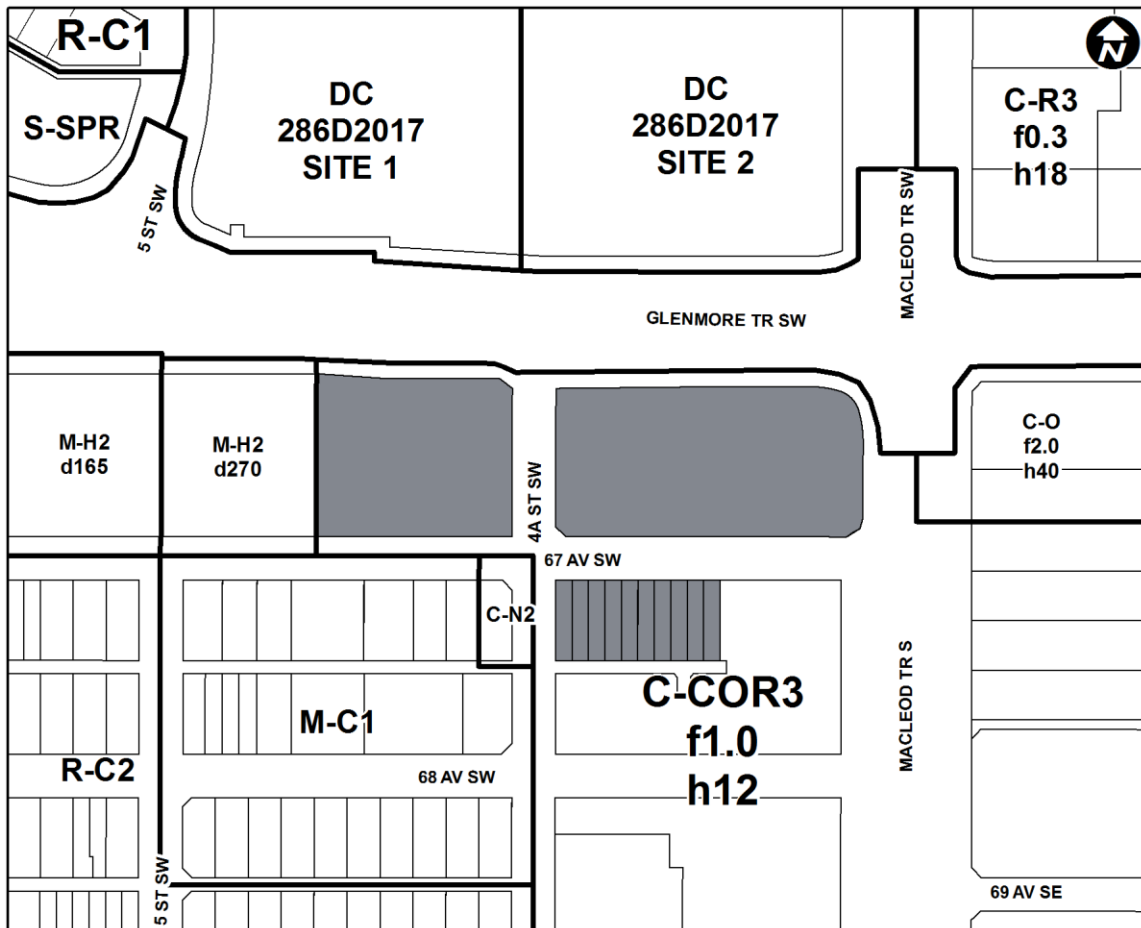 R-C1
S-SPR
5 ST SW
DC
286D2017
SITE 1
DC
286D2017
SITE 2
MACLEOD TR SW
C-R3
f0.3
h18
N
GLENMORE TR SW
M-H2
d165
M-H2
d270
4A ST SW
C-O
f2.0
h40
67 AV SW
C-N2
C-COR3
f1.0
h12
M-C1
R-C2
68 AV SW
MACLEOD TR S
5 ST SW
69 AV SE